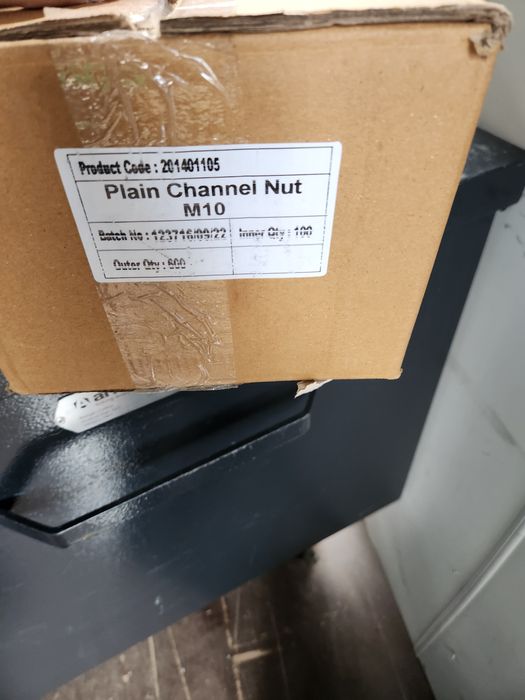 Product Code : 201401105
Plain Channel Nut
M10
Batch No : 123716/09/22 Inner Qty : 100
Outer Qty : 600